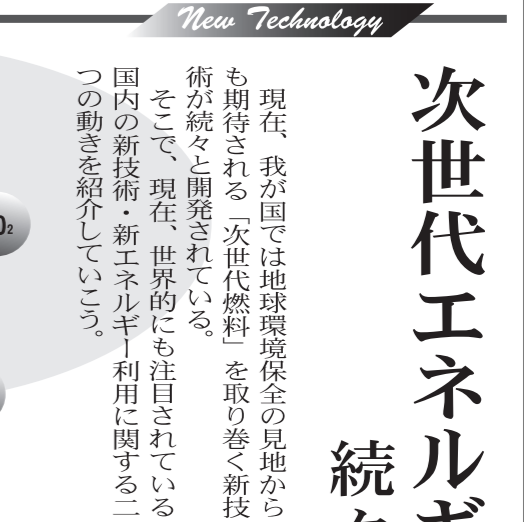 New Technology
次世代エネルギ
続々
現在、我が国では地球環境保全の見地から
も期待される「次世代燃料」を取り巻く新技
術が続々と開発されている。
そこで、現在、世界的にも注目されている
国内の新技術・新エネルギー利用に関する二
つの動きを紹介していこう。
O₂